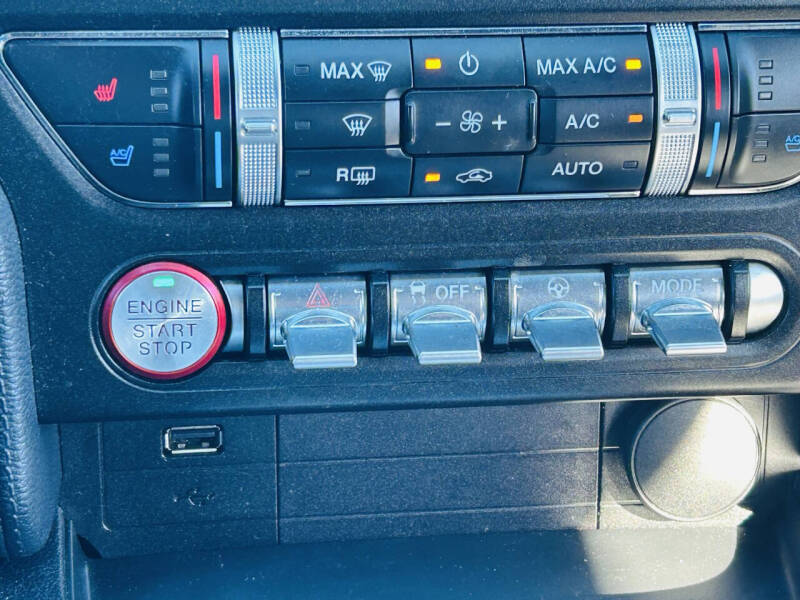 MAX
MAX A/C
- +
A/C
A/C
A/C
R
AUTO
ENGINE
START
STOP
OFF
MODE